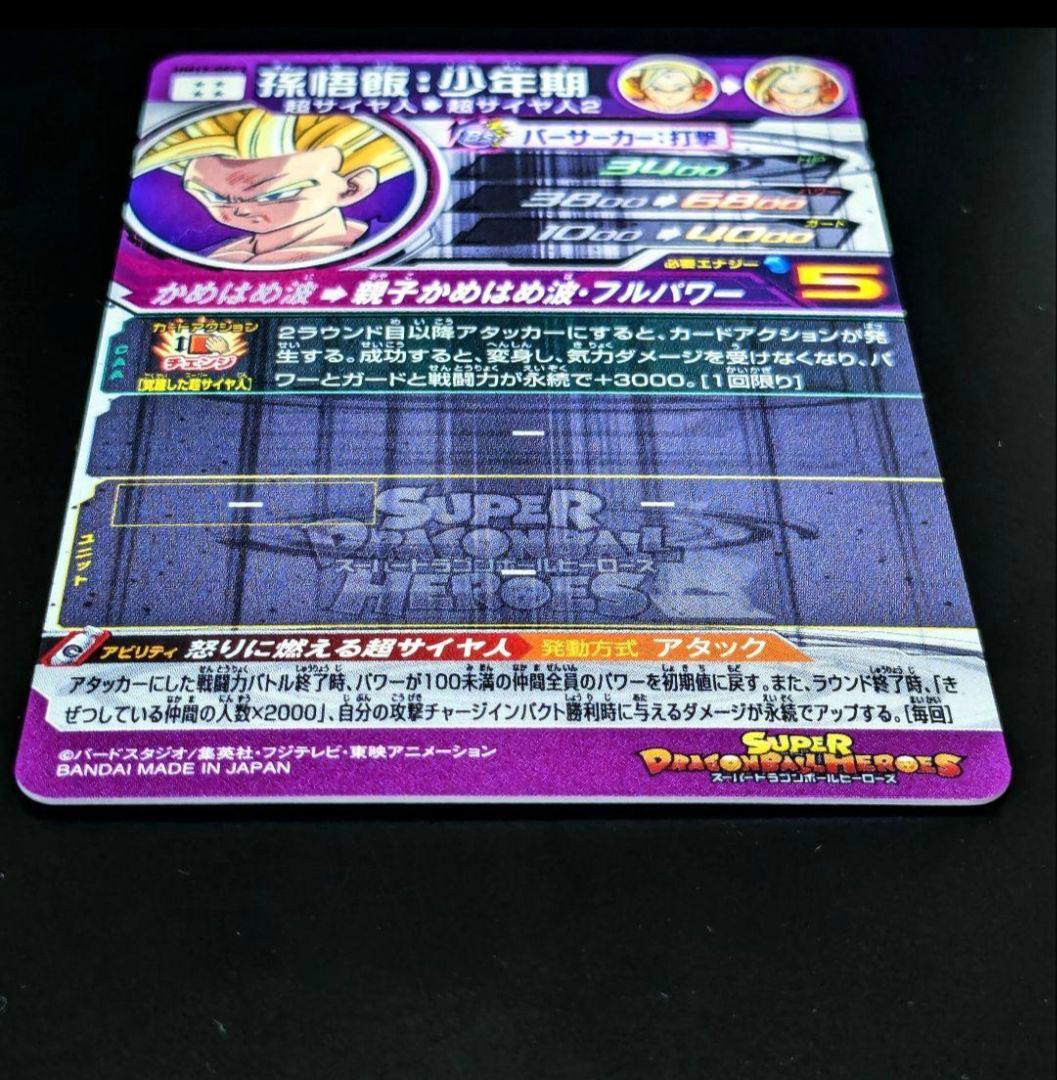 孫悟飯:少年期
超サイヤ人➡超サイヤ人2
バーサーカー:打撃
HP
3400
3800➡6800
ガード
1000➡4000
必要エナジー 5
かめはめ波➡親子かめはめ波・フルパワー
CAA
カードアクション
チェンジ
[覚醒した超サイヤ人]
2ラウンド目以降アタッカーにすると、カードアクションが発
生する。成功すると、変身し、気力ダメージを受けなくなり、パ
ワーとガードと戦闘力が永続で+3000。[1回限り]
ー
ユニット
ー ー
ー
SUPER
DRAGONBALL
スーパードラゴンボールヒーローズ
HEROES
アビリティ 怒りに燃える超サイヤ人 発動方式 アタック
アタッカーにした戦闘力バトル終了時、パワーが100未満の仲間全員のパワーを初期値に戻す。また、ラウンド終了時、「き
ぜつしている仲間の人数×2000」、自分の攻撃チャージインパクト勝利時に与えるダメージが永続でアップする。[毎回]
©バードスタジオ/集英社・フジテレビ・東映アニメーション
BANDAI MADE IN JAPAN
SUPER
DRAGONBALL HEROES
スーパードラゴンボールヒーローズ